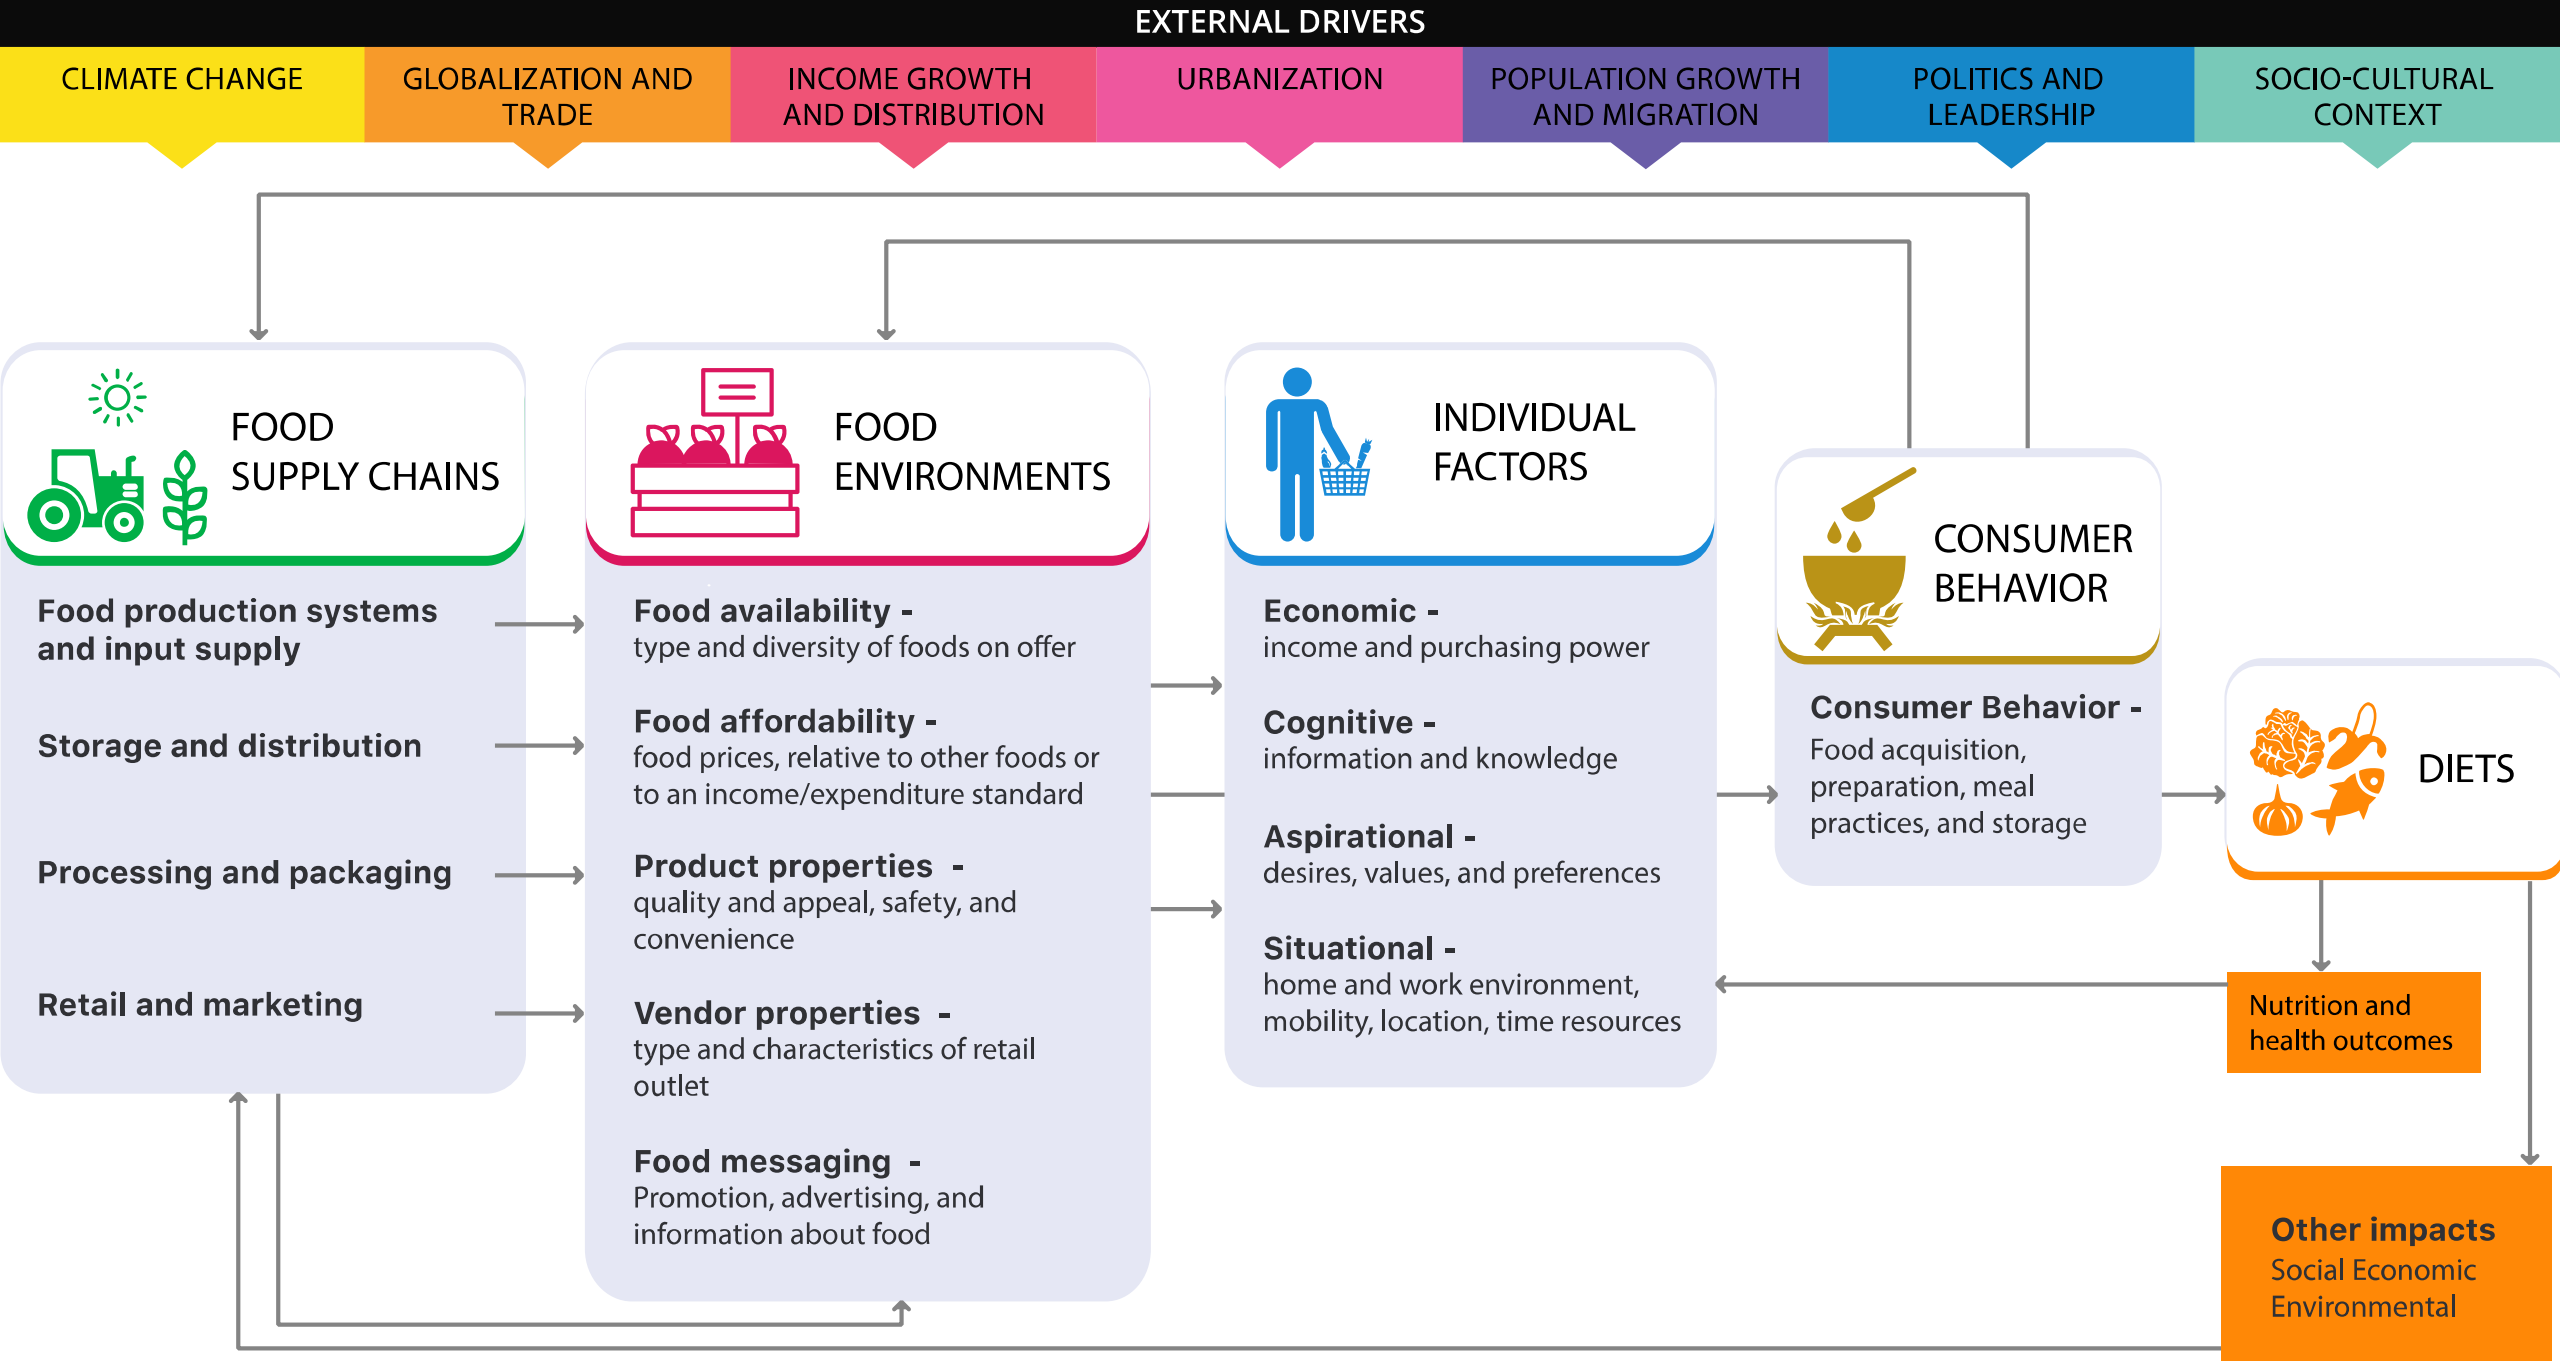 EXTERNAL DRIVERS
CLIMATE CHANGE
GLOBALIZATION AND
TRADE
INCOME GROWTH
AND DISTRIBUTION
URBANIZATION
POPULATION GROWTH
AND MIGRATION
POLITICS AND
LEADERSHIP
SOCIO-CULTURAL
CONTEXT
FOOD
SUPPLY CHAINS
Food production systems
and input supply
Storage and distribution
Processing and packaging
Retail and marketing
FOOD
ENVIRONMENTS
Food availability -
type and diversity of foods on offer
Food affordability -
food prices, relative to other foods or
to an income/expenditure standard
Product properties -
quality and appeal, safety, and
convenience
Vendor properties -
type and characteristics of retail
outlet
Food messaging -
Promotion, advertising, and
information about food
INDIVIDUAL
FACTORS
Economic -
income and purchasing power
Cognitive -
information and knowledge
Aspirational -
desires, values, and preferences
Situational -
home and work environment,
mobility, location, time resources
CONSUMER
BEHAVIOR
Consumer Behavior -
Food acquisition,
preparation, meal
practices, and storage
DIETS
Nutrition and
health outcomes
Other impacts
Social Economic
Environmental